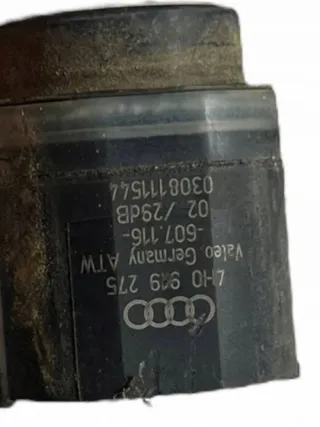 4H0 919 275
Valeo, Germany ATW
-607.116-
02 /29dB
0308111544